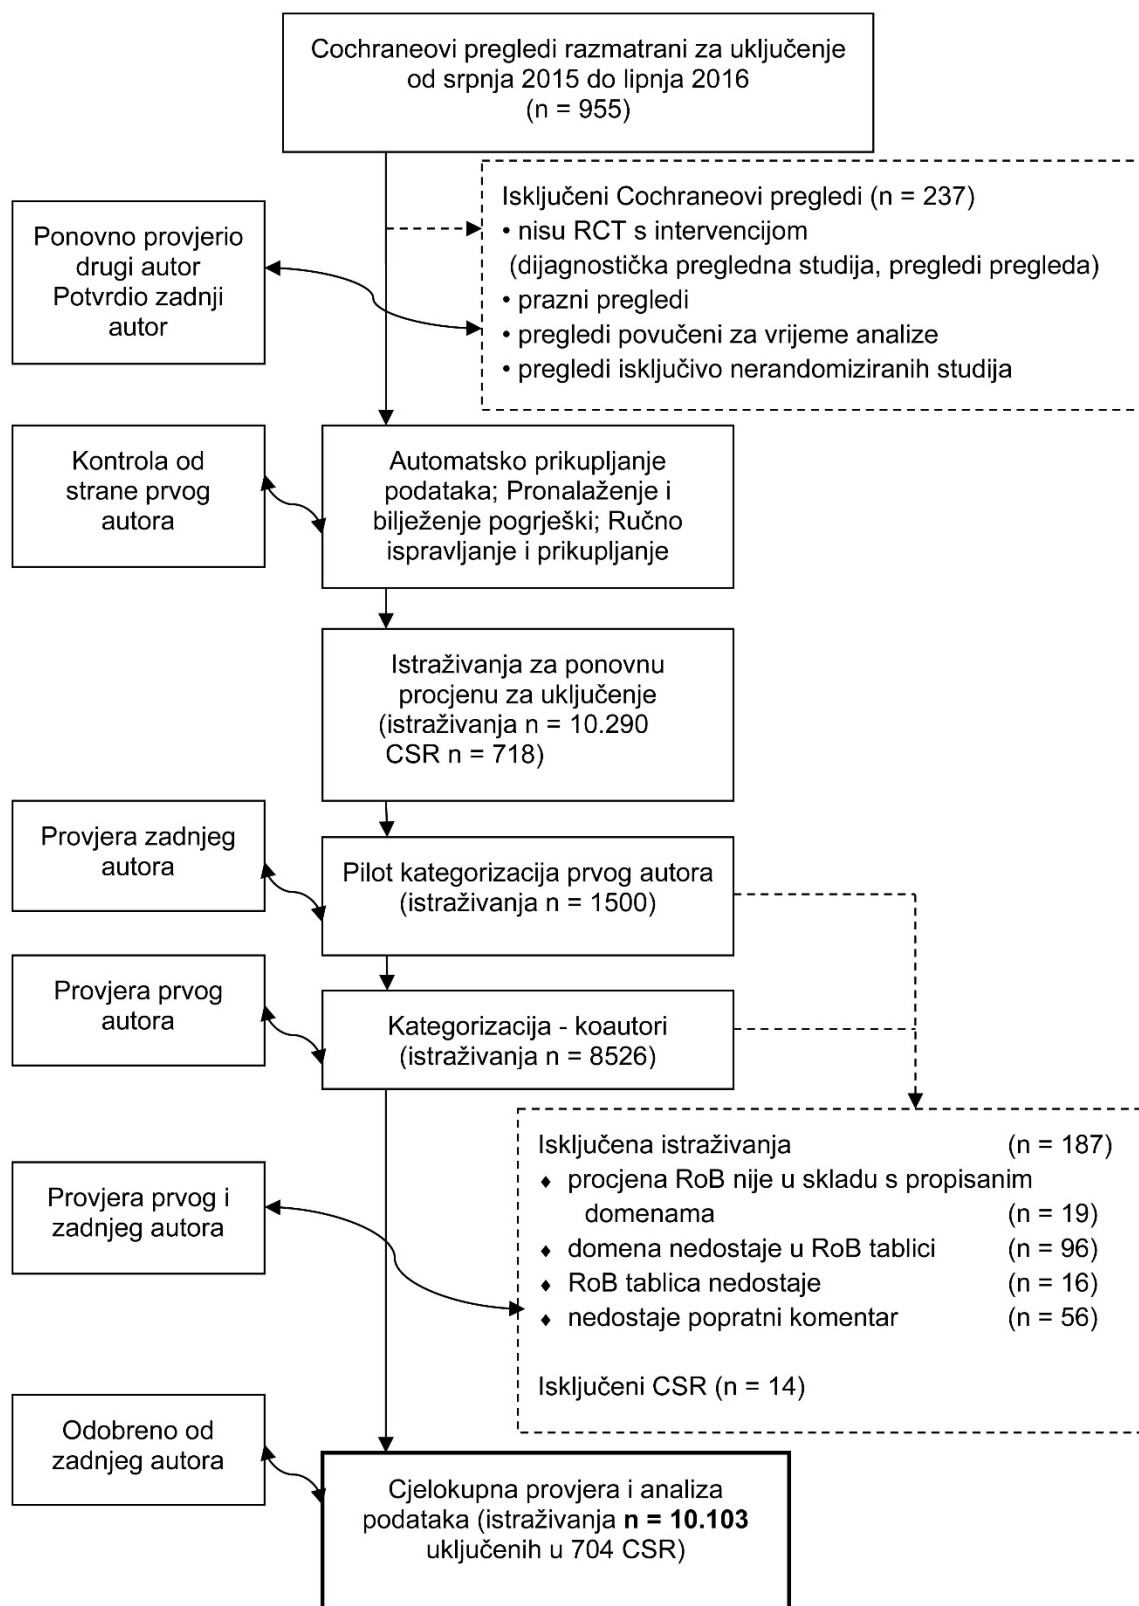 Cochraneovi pregledi razmatrani za uključenje
od srpnja 2015 do lipnja 2016
(n = 955)
Isključeni Cochraneovi pregledi (n = 237)
• nisu RCT s intervencijom
(dijagnostička pregledna studija, pregledi pregleda)
• prazni pregledi
• pregledi povučeni za vrijeme analize
• pregledi isključivo nerandomiziranih studija
Ponovno provjerio
drugi autor
Potvrdio zadnji
autor
Kontrola od
strane prvog
autora
Automatsko prikupljanje
podataka; Pronalaženje i
bilježenje pogrješki; Ručno
ispravljanje i prikupljanje
Istraživanja za ponovnu
procjenu za uključenje
(istraživanja n = 10.290
CSR n = 718)
Provjera zadnjeg
autora
Pilot kategorizacija prvog autora
(istraživanja n = 1500)
Provjera prvog
autora
Kategorizacija - koautori
(istraživanja n = 8526)
Isključena istraživanja (n = 187)
♦ procjena RoB nije u skladu s propisanim
domenama (n = 19)
♦ domena nedostaje u RoB tablici (n = 96)
♦ RoB tablica nedostaje (n = 16)
♦ nedostaje popratni komentar (n = 56)
Isključeni CSR (n = 14)
Provjera prvog i
zadnjeg autora
Odobreno od
zadnjeg autora
Cjelokupna provjera i analiza
podataka (istraživanja n = 10.103
uključenih u 704 CSR)